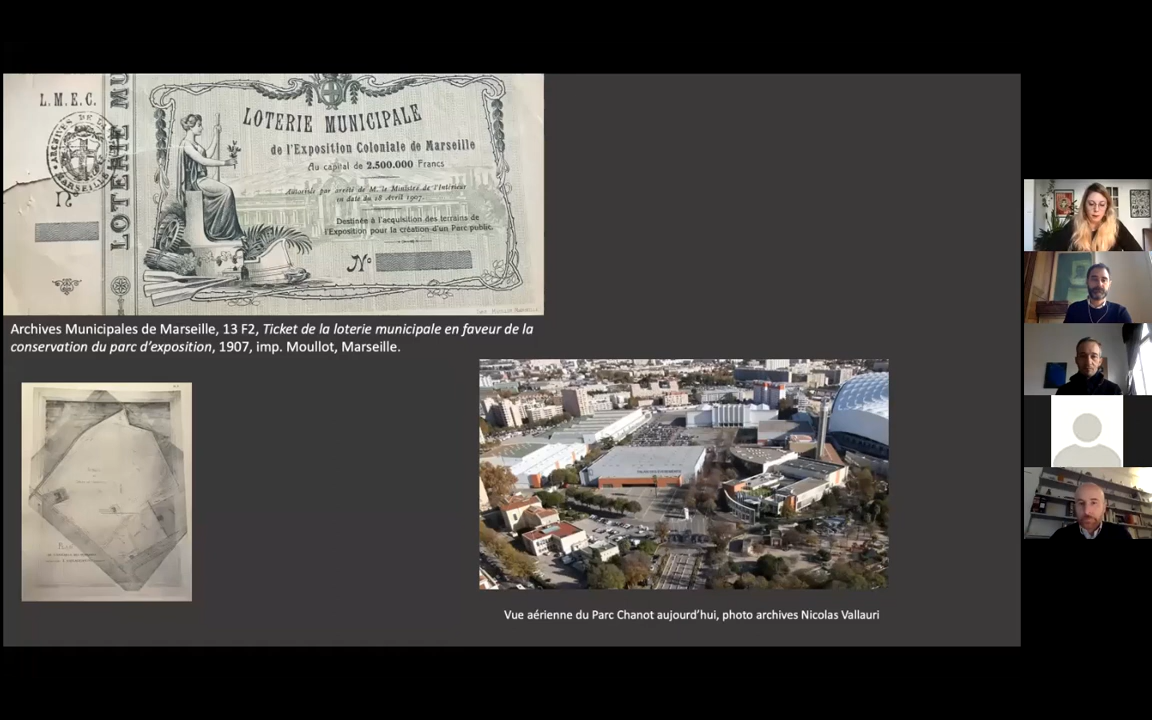 L.M.E.C.
LOTERIE MU
ARCHIVES DE
MARSEILLE
LOTERIE MUNICIPALE
de l'Exposition Coloniale de Marseille
Au capital de 2.500.000 Francs
Autorisée par arrêté de M. le Ministre de l'Intérieur
en date du 18 Avril 1907.
Destinée à l'acquisition des terrains de
l'Exposition pour la création d'un Parc public.
N°
Archives Municipales de Marseille, 13 F2, Ticket de la loterie municipale en faveur de la
conservation du parc d'exposition, 1907, imp. Moullot, Marseille.
Vue aérienne du Parc Chanot aujourd'hui, photo archives Nicolas Vallauri